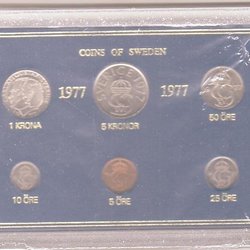 COINS OF SWEDEN
1977 1977
1 KRONA 5 KRONOR 50 ÖRE
10 ÖRE 5 ÖRE 25 ÖRE